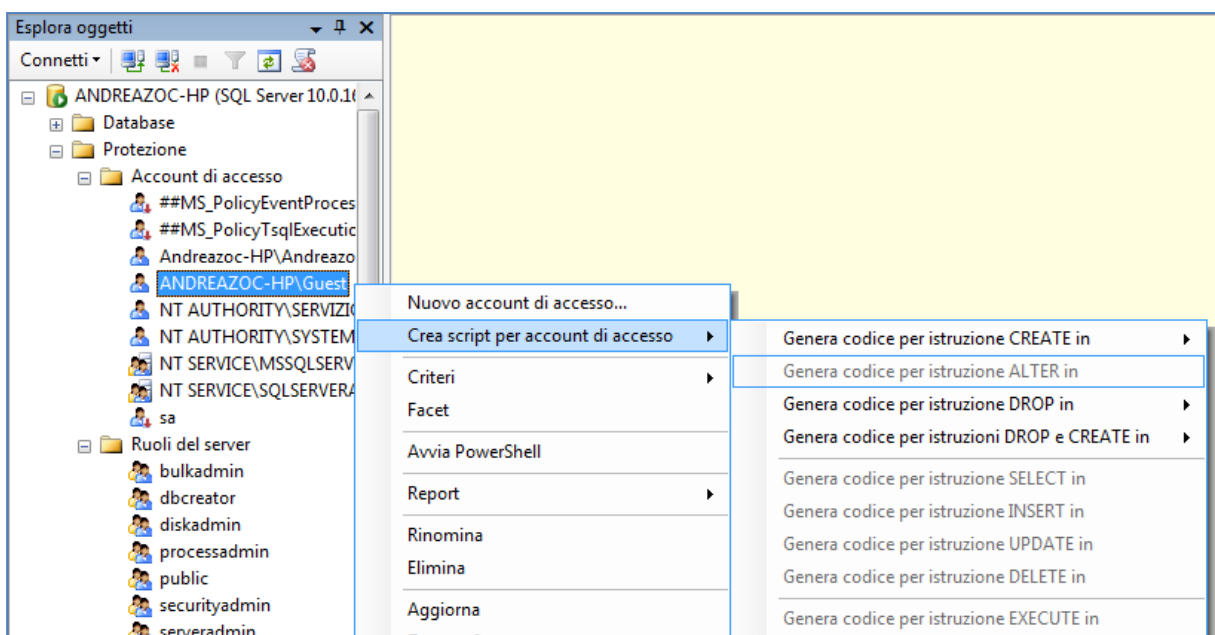 Esplora oggetti
Connetti
ANDREAZOC-HP (SQL Server 10.0.16
Database
Protezione
Account di accesso
##MS_PolicyEventProces
##MS_PolicyTsqlExecutic
Andreazoc-HP\Andreazo
ANDREAZOC-HP\Guest
NT AUTHORITY\SERVIZI
NT AUTHORITY\SYSTEM
NT SERVICE\MSSQLSERV
NT SERVICE\SQLSERVERA
sa
Ruoli del server
bulkadmin
dbcreator
diskadmin
processadmin
public
securityadmin
serveradmin
Nuovo account di accesso...
Crea script per account di accesso
Criteri
Facet
Avvia PowerShell
Report
Rinomina
Elimina
Aggiorna
Genera codice per istruzione CREATE in
Genera codice per istruzione ALTER in
Genera codice per istruzione DROP in
Genera codice per istruzioni DROP e CREATE in
Genera codice per istruzione SELECT in
Genera codice per istruzione INSERT in
Genera codice per istruzione UPDATE in
Genera codice per istruzione DELETE in
Genera codice per istruzione EXECUTE in